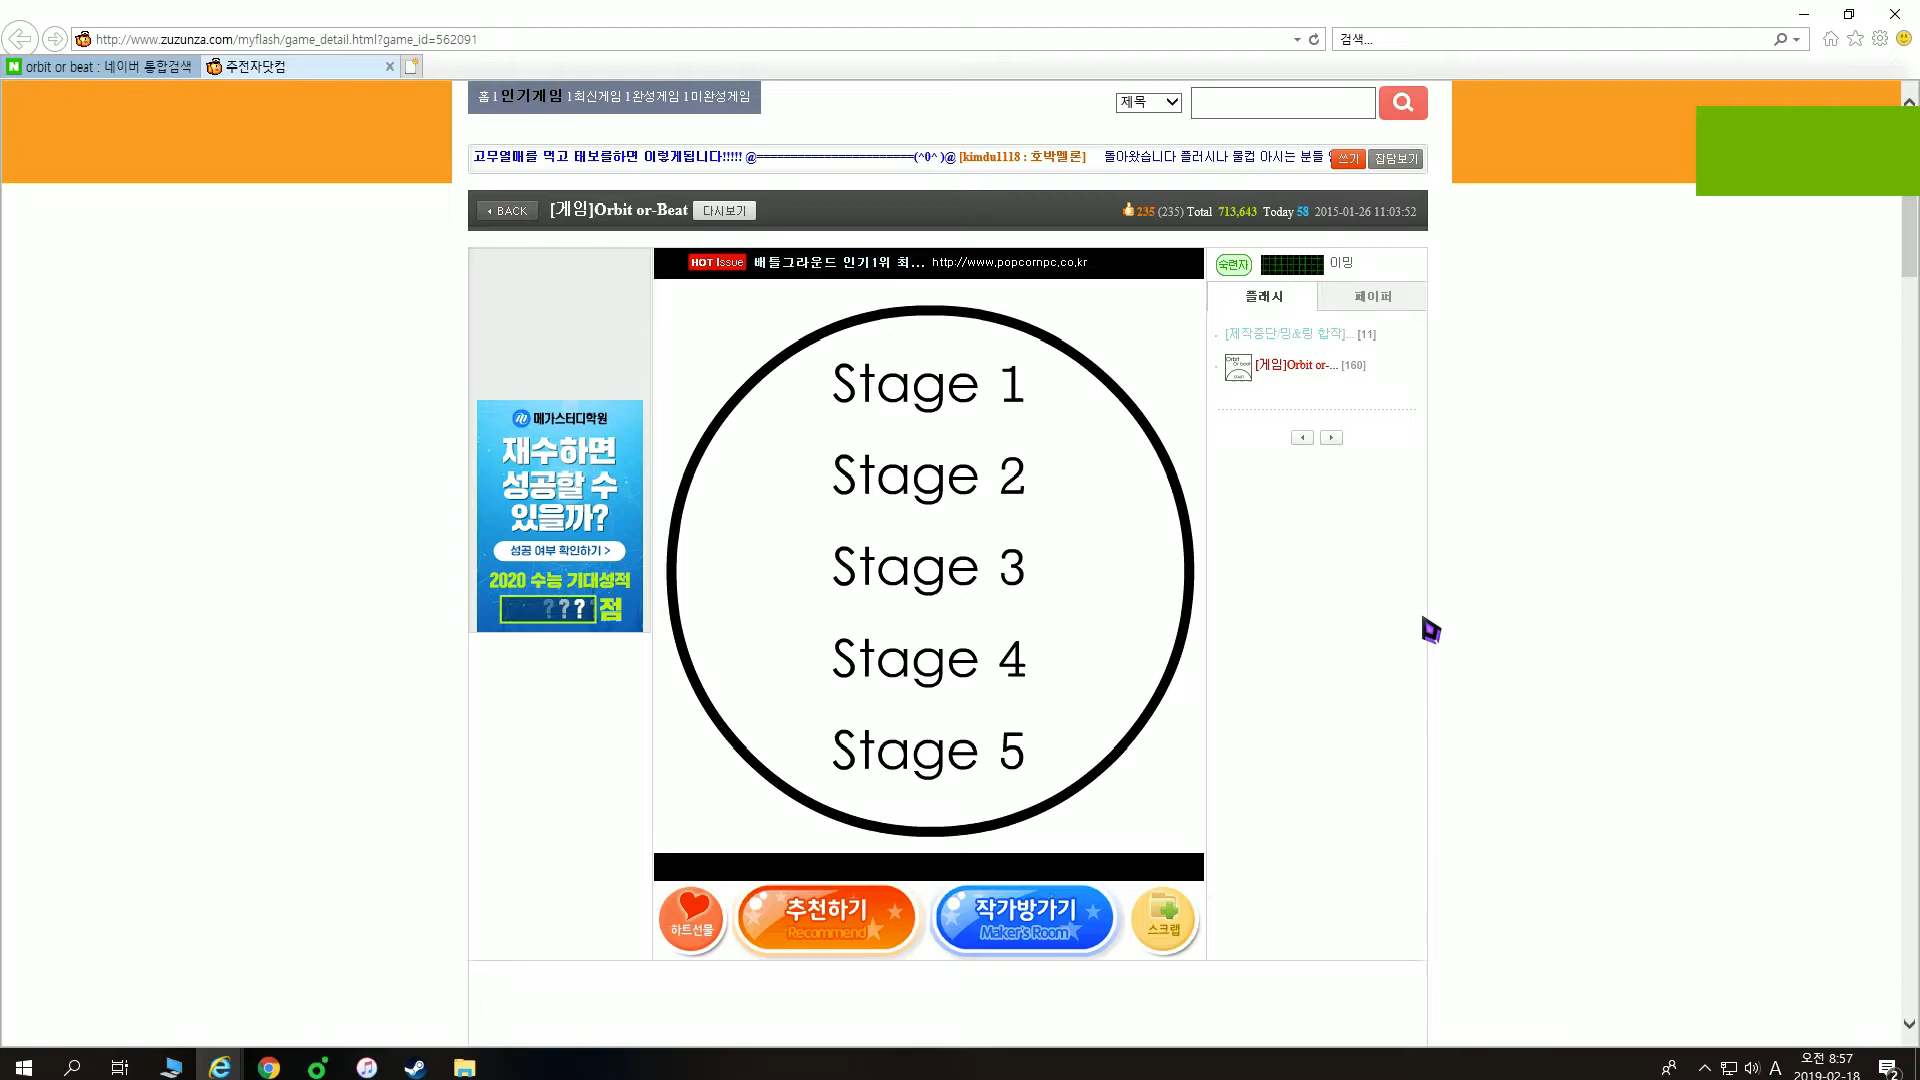 http://www.zuzunza.com/myflash/game_detail.html?game_id=562091
검색...
orbit or beat : 네이버 통합검색
주전자닷컴
홈 l 인기게임 l 최신게임 l 완성게임 l 미완성게임
제목
고무열매를 먹고 태보를하면 이렇게됩니다!!!!! @=======================(^0^ )@ [kimdu1118 : 호박멜론] 돌아왔습니다 플러시나 물컵 아시는 분들
쓰기
잡담보기
BACK
[게임]Orbit or-Beat
다시보기
235 (235) Total 713,643 Today 58 2015-01-26 11:03:52
HOT Issue 배틀그라운드 인기1위 최... http://www.popcornpc.co.kr
숙련자
이밍
플래시
페이퍼
[제작중단/밍&링 합작]... [11]
[게임]Orbit or-... [160]
메가스터디학원
재수하면
성공할 수
있을까?
성공 여부 확인하기 >
2020 수능 기대성적
??? 점
Stage 1
Stage 2
Stage 3
Stage 4
Stage 5
하트선물
추천하기
Recommend
작가방가기
Maker's Room
스크랩
A
오전 8:57
2019-02-18
2